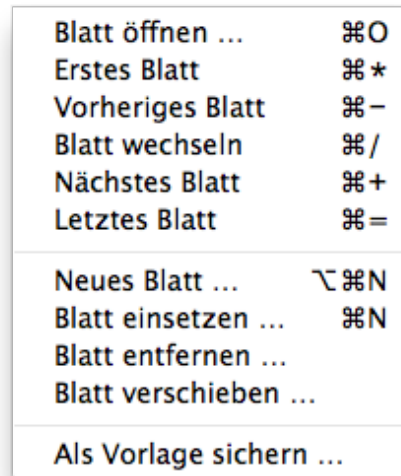 Blatt öffnen … ⌘O
Erstes Blatt ⌘*
Vorheriges Blatt ⌘−
Blatt wechseln ⌘/
Nächstes Blatt ⌘+
Letztes Blatt ⌘=
Neues Blatt … ⌥⌘N
Blatt einsetzen … ⌘N
Blatt entfernen …
Blatt verschieben …
Als Vorlage sichern …